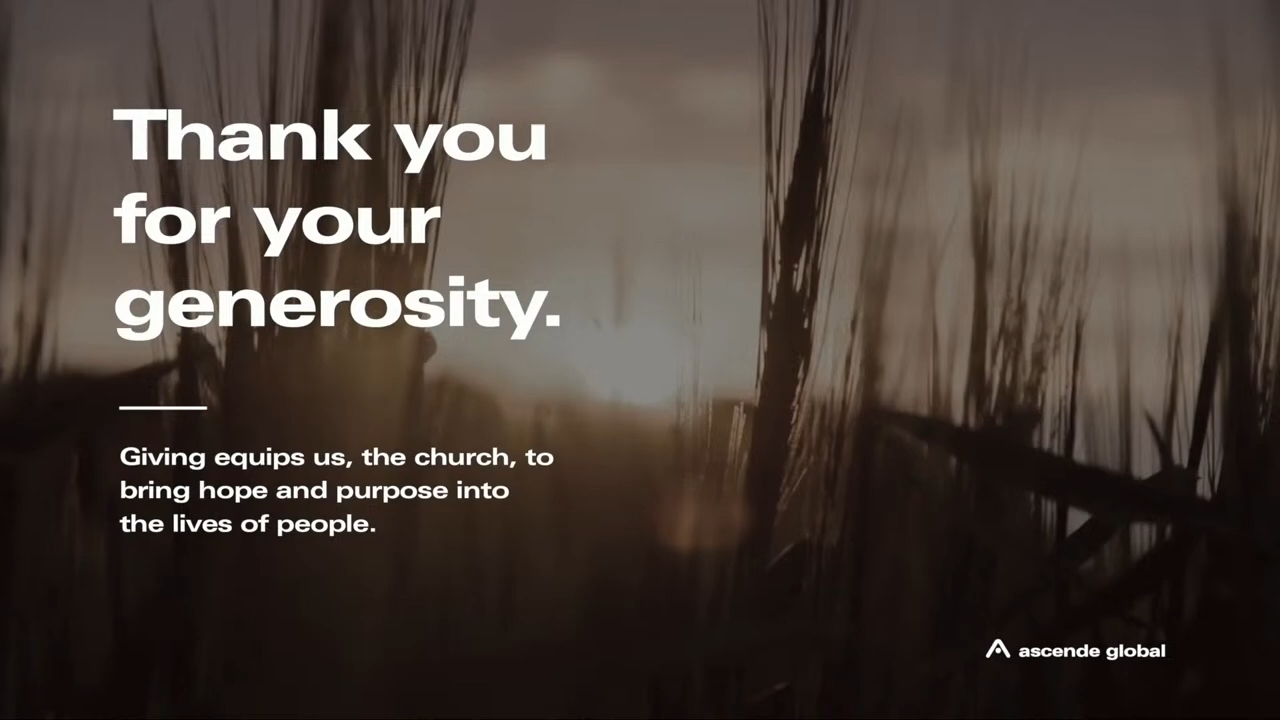 Thank you
for your
generosity.
Giving equips us, the church, to
bring hope and purpose into
the lives of people.
ascende global